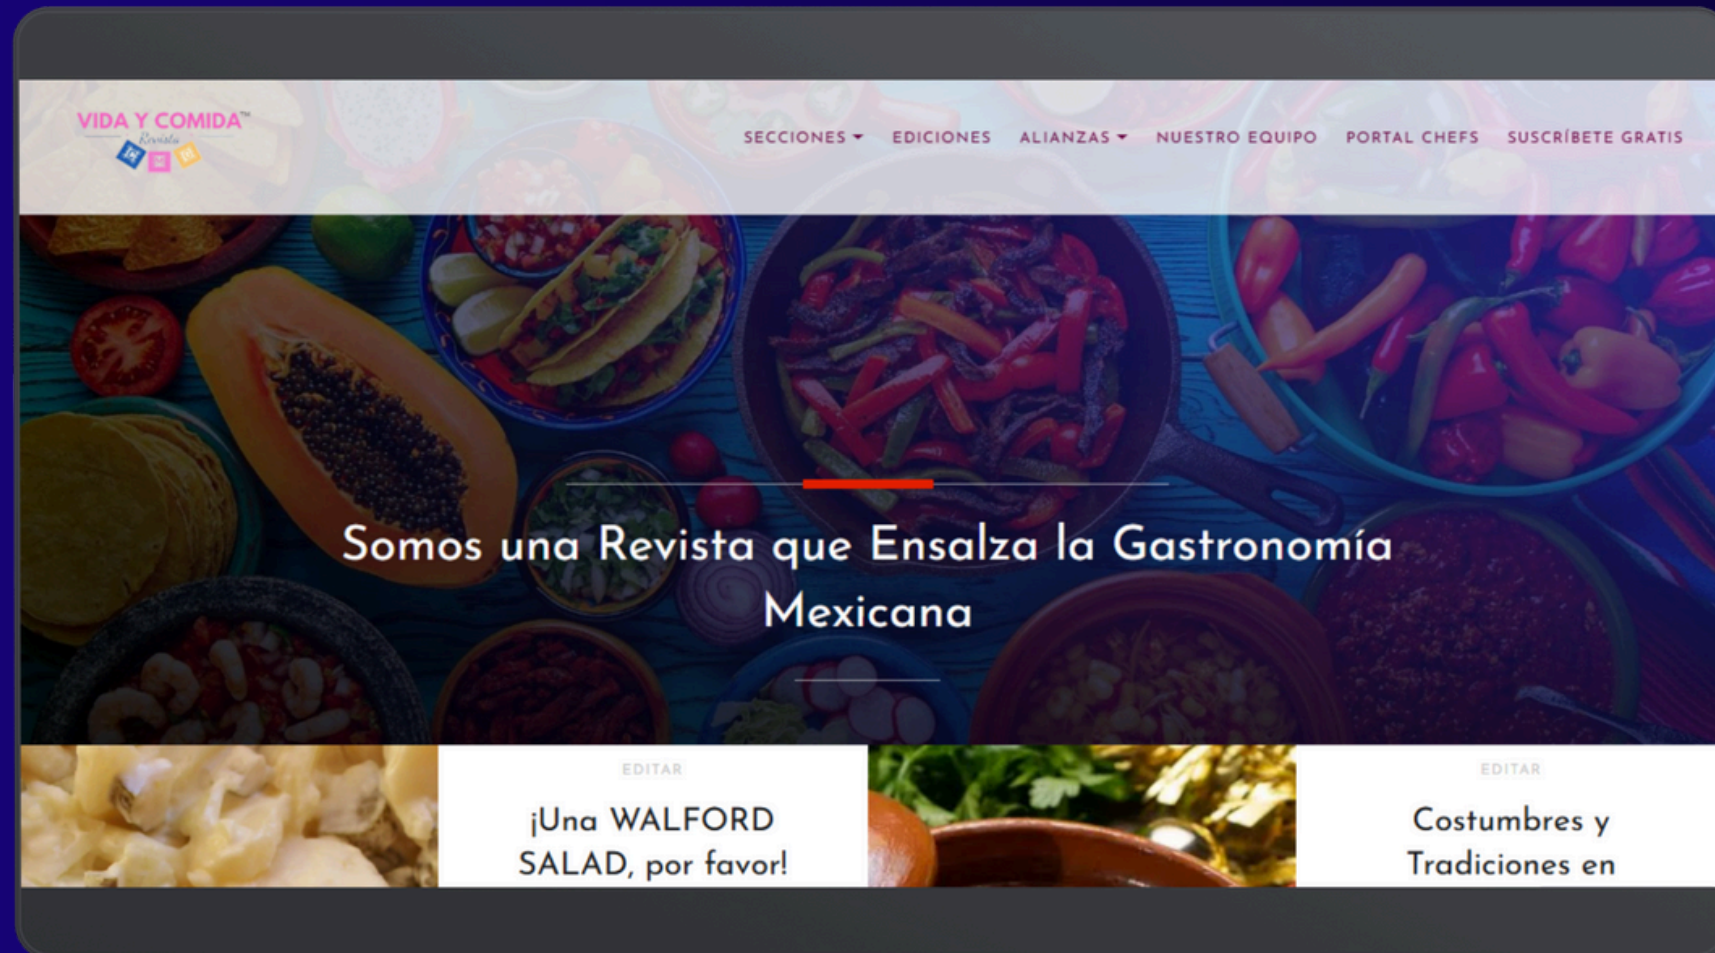 VIDA Y COMIDA™
Revista
SECCIONES EDICIONES ALIANZAS NUESTRO EQUIPO PORTAL CHEFS SUSCRÍBETE GRATIS
Somos una Revista que Ensalza la Gastronomía
Mexicana
EDITAR
¡Una WALFORD
SALAD, por favor!
EDITAR
Costumbres y
Tradiciones en